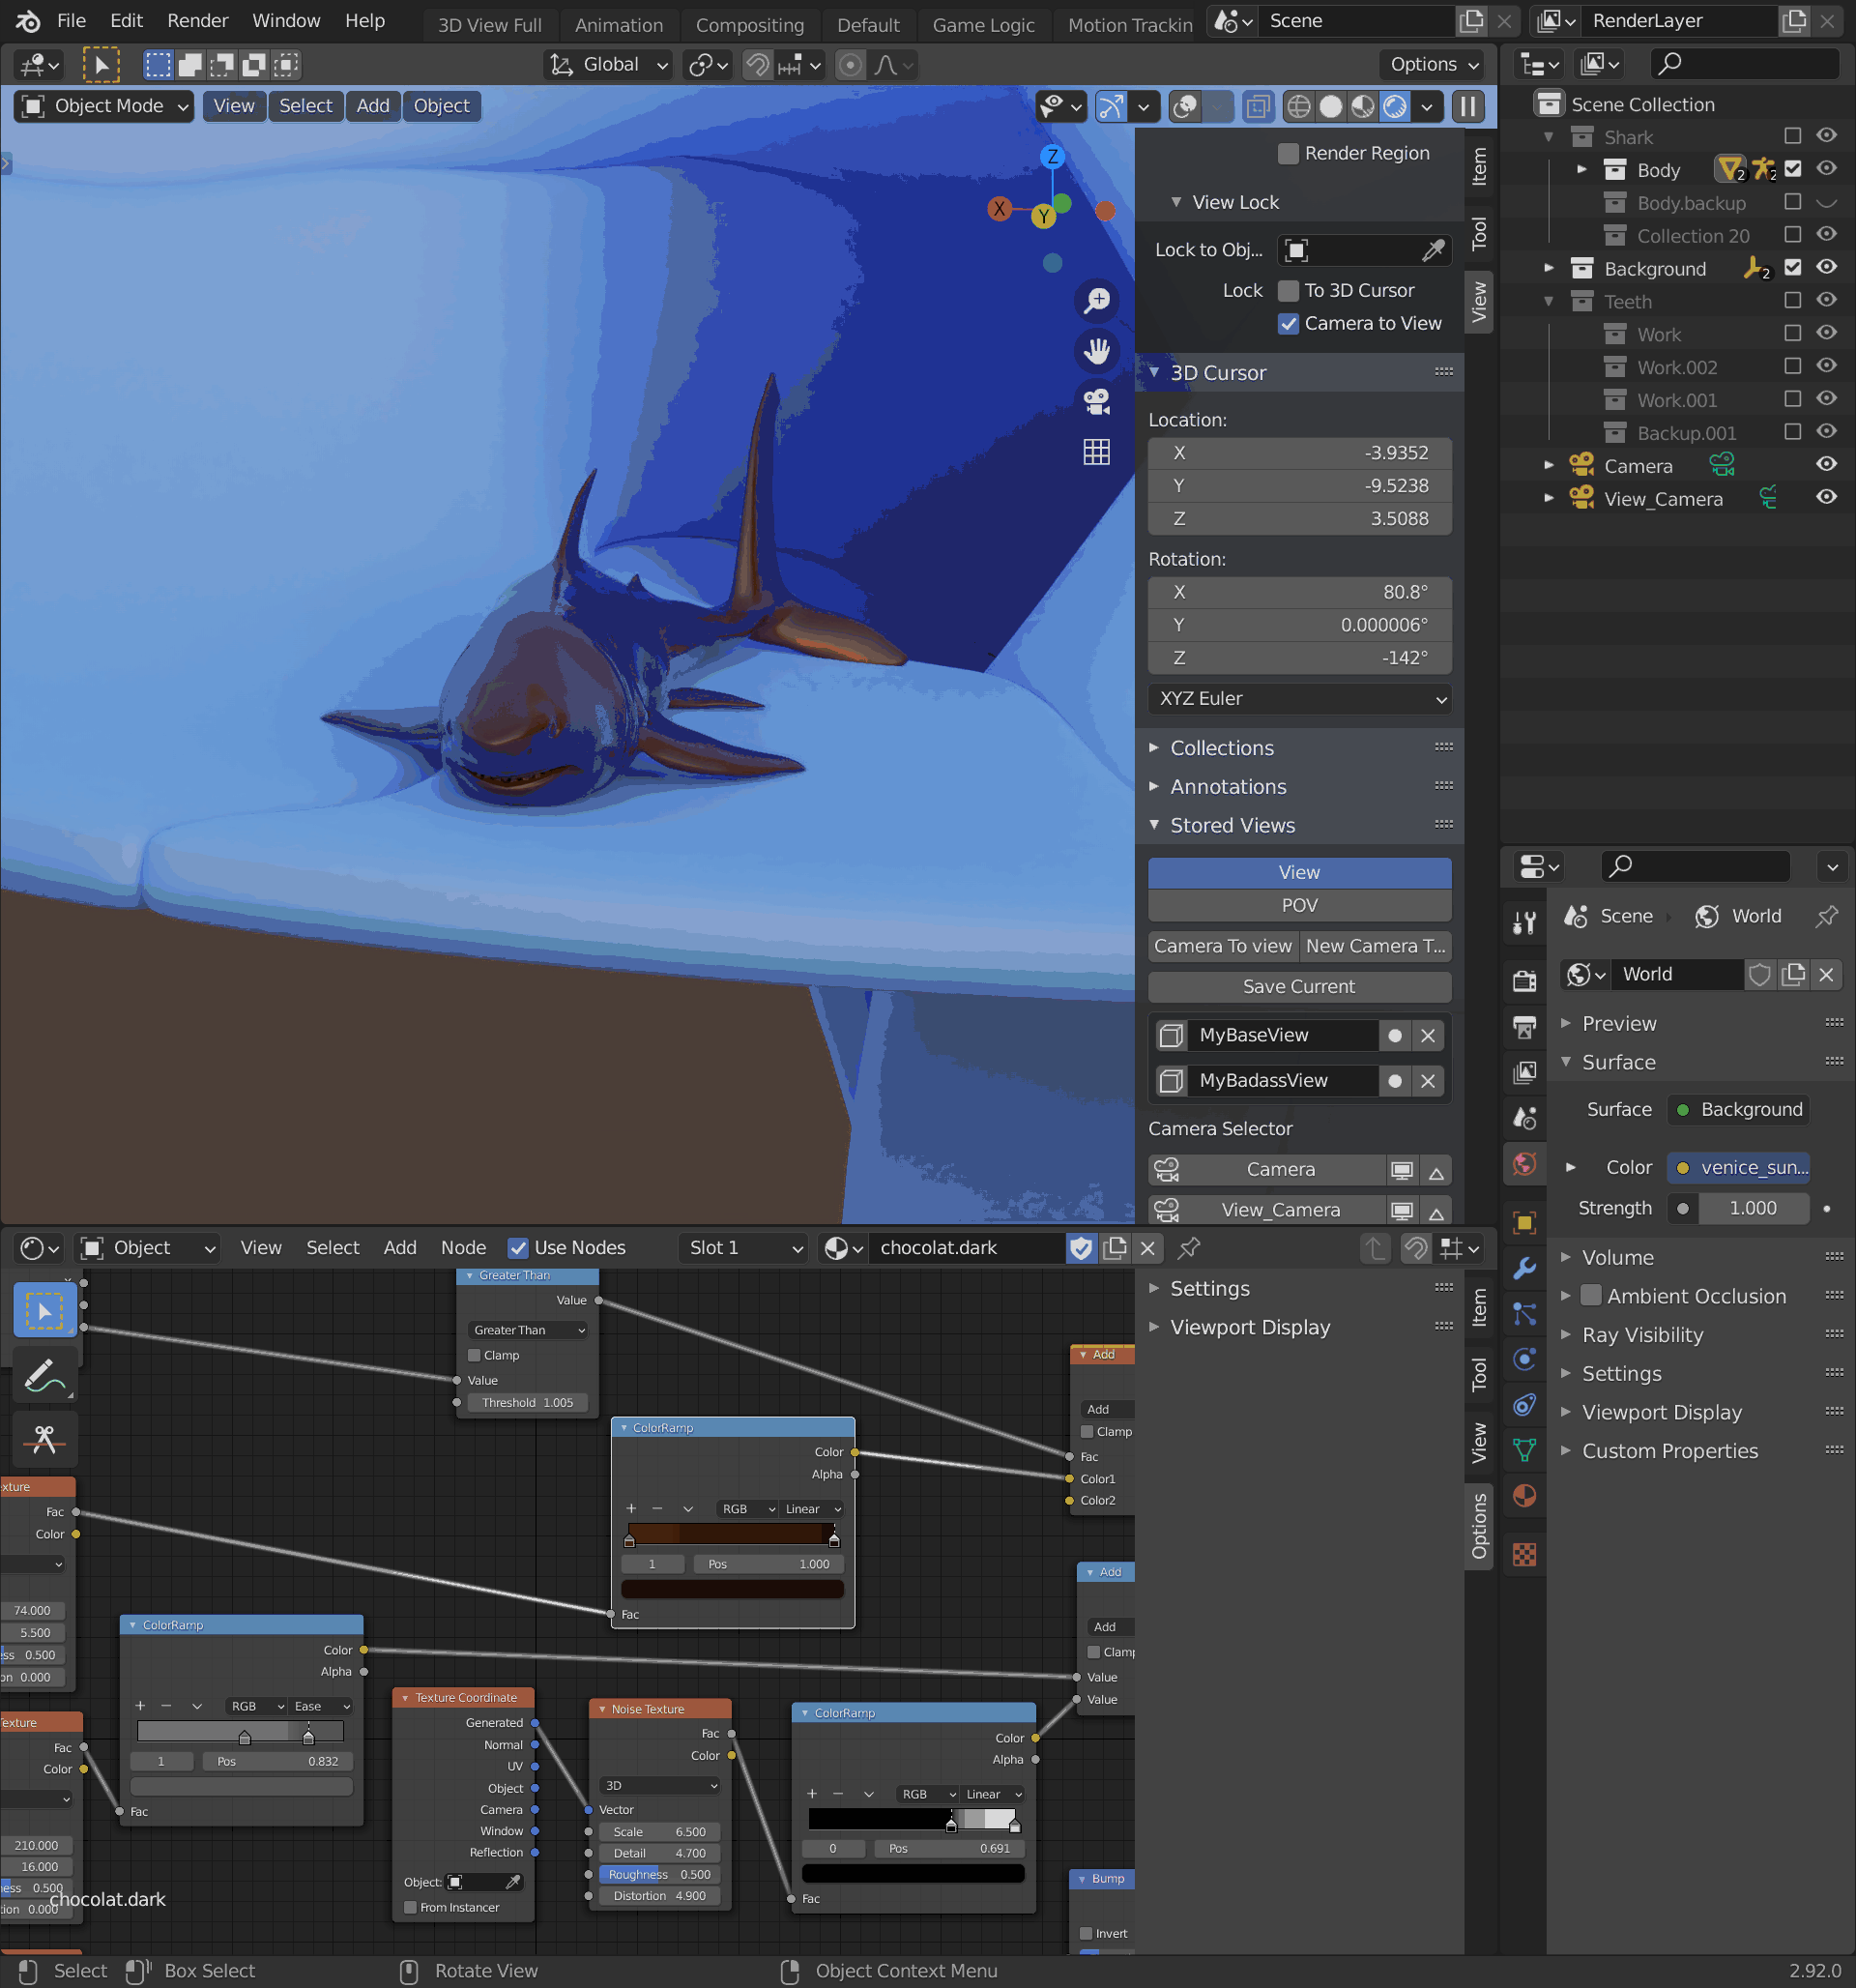 File Edit Render Window Help 3D View Full Animation Compositing Default Game Logic Motion Trackin Scene RenderLayer
Global Options
Object Mode View Select Add Object
Z
X
Y
Render Region
View Lock
Lock to Obj...
Lock To 3D Cursor
Camera to View
3D Cursor
Location:
X -3.9352
Y -9.5238
Z 3.5088
Rotation:
X 80.8°
Y 0.000006°
Z -142°
XYZ Euler
Collections
Annotations
Stored Views
View
POV
Camera To view New Camera T...
Save Current
MyBaseView
MyBadassView
Camera Selector
Camera
View_Camera
Item
Tool
View
Scene Collection
Shark
Body 2 2
Body.backup
Collection 20
Background 2
Teeth
Work
Work.002
Work.001
Backup.001
Camera
View_Camera
Scene World
World
Preview
Surface
Surface Background
Color venice_sun...
Strength 1.000
Volume
Ambient Occlusion
Ray Visibility
Settings
Viewport Display
Custom Properties
Object View Select Add Node Use Nodes Slot 1 chocolat.dark
Settings
Viewport Display
Item
Tool
View
Options
Greater Than
Value
Greater Than
Clamp
Value
Threshold 1.005
ColorRamp
Color
Alpha
RGB Linear
1 Pos 1.000
Fac
Add
Add
Clamp
Fac
Color1
Color2
xture
Fac
Color
74.000
5.500
ss 0.500
on 0.000
ColorRamp
Color
Alpha
RGB Ease
1 Pos 0.832
Fac
Texture Coordinate
Generated
Normal
UV
Object
Camera
Window
Reflection
Object:
From Instancer
Noise Texture
Fac
Color
3D
Vector
Scale 6.500
Detail 4.700
Roughness 0.500
Distortion 4.900
ColorRamp
Color
Alpha
RGB Linear
0 Pos 0.691
Fac
Add
Add
Clamp
Value
Value
Bump
Invert
exture
Fac
Color
210.000
16.000
ess 0.500
tion 0.000
chocolat.dark
Select Box Select Rotate View Object Context Menu 2.92.0